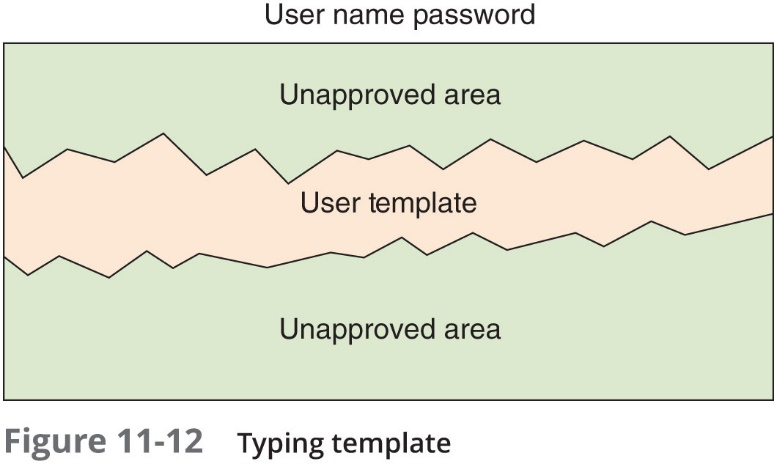 User name password
Unapproved area
User template
Unapproved area
Figure 11-12 Typing template